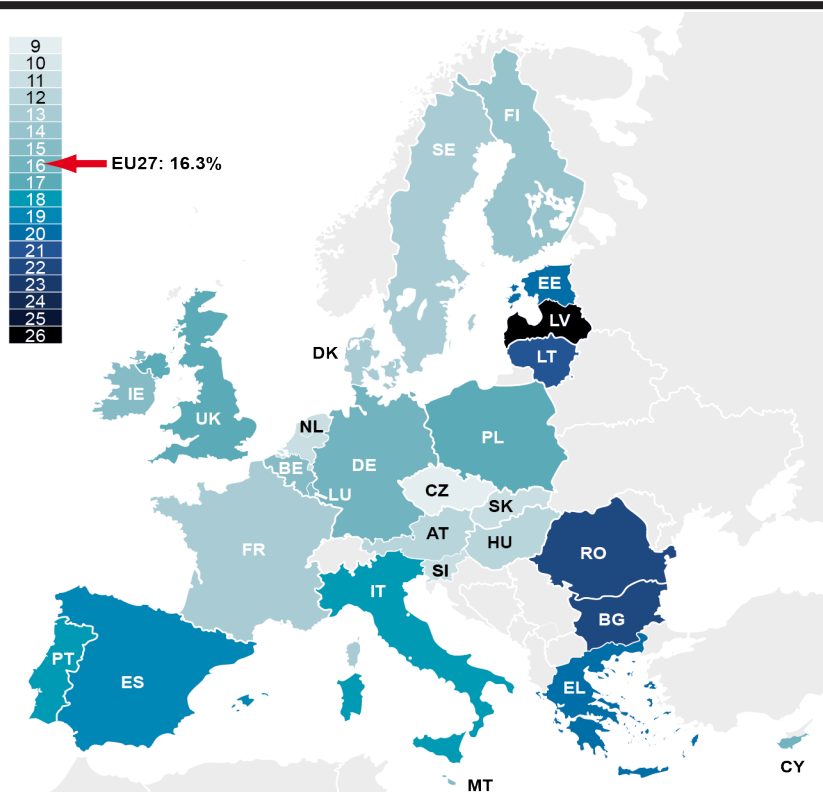 9
10
11
12
13
14
15
16
17
18
19
20
21
22
23
24
25
26
EU27: 16.3%
FI
SE
EE
LV
LT
DK
IE
UK
NL
PL
BE
DE
LU
CZ
SK
AT
HU
FR
SI
RO
IT
BG
PT
ES
EL
CY
MT